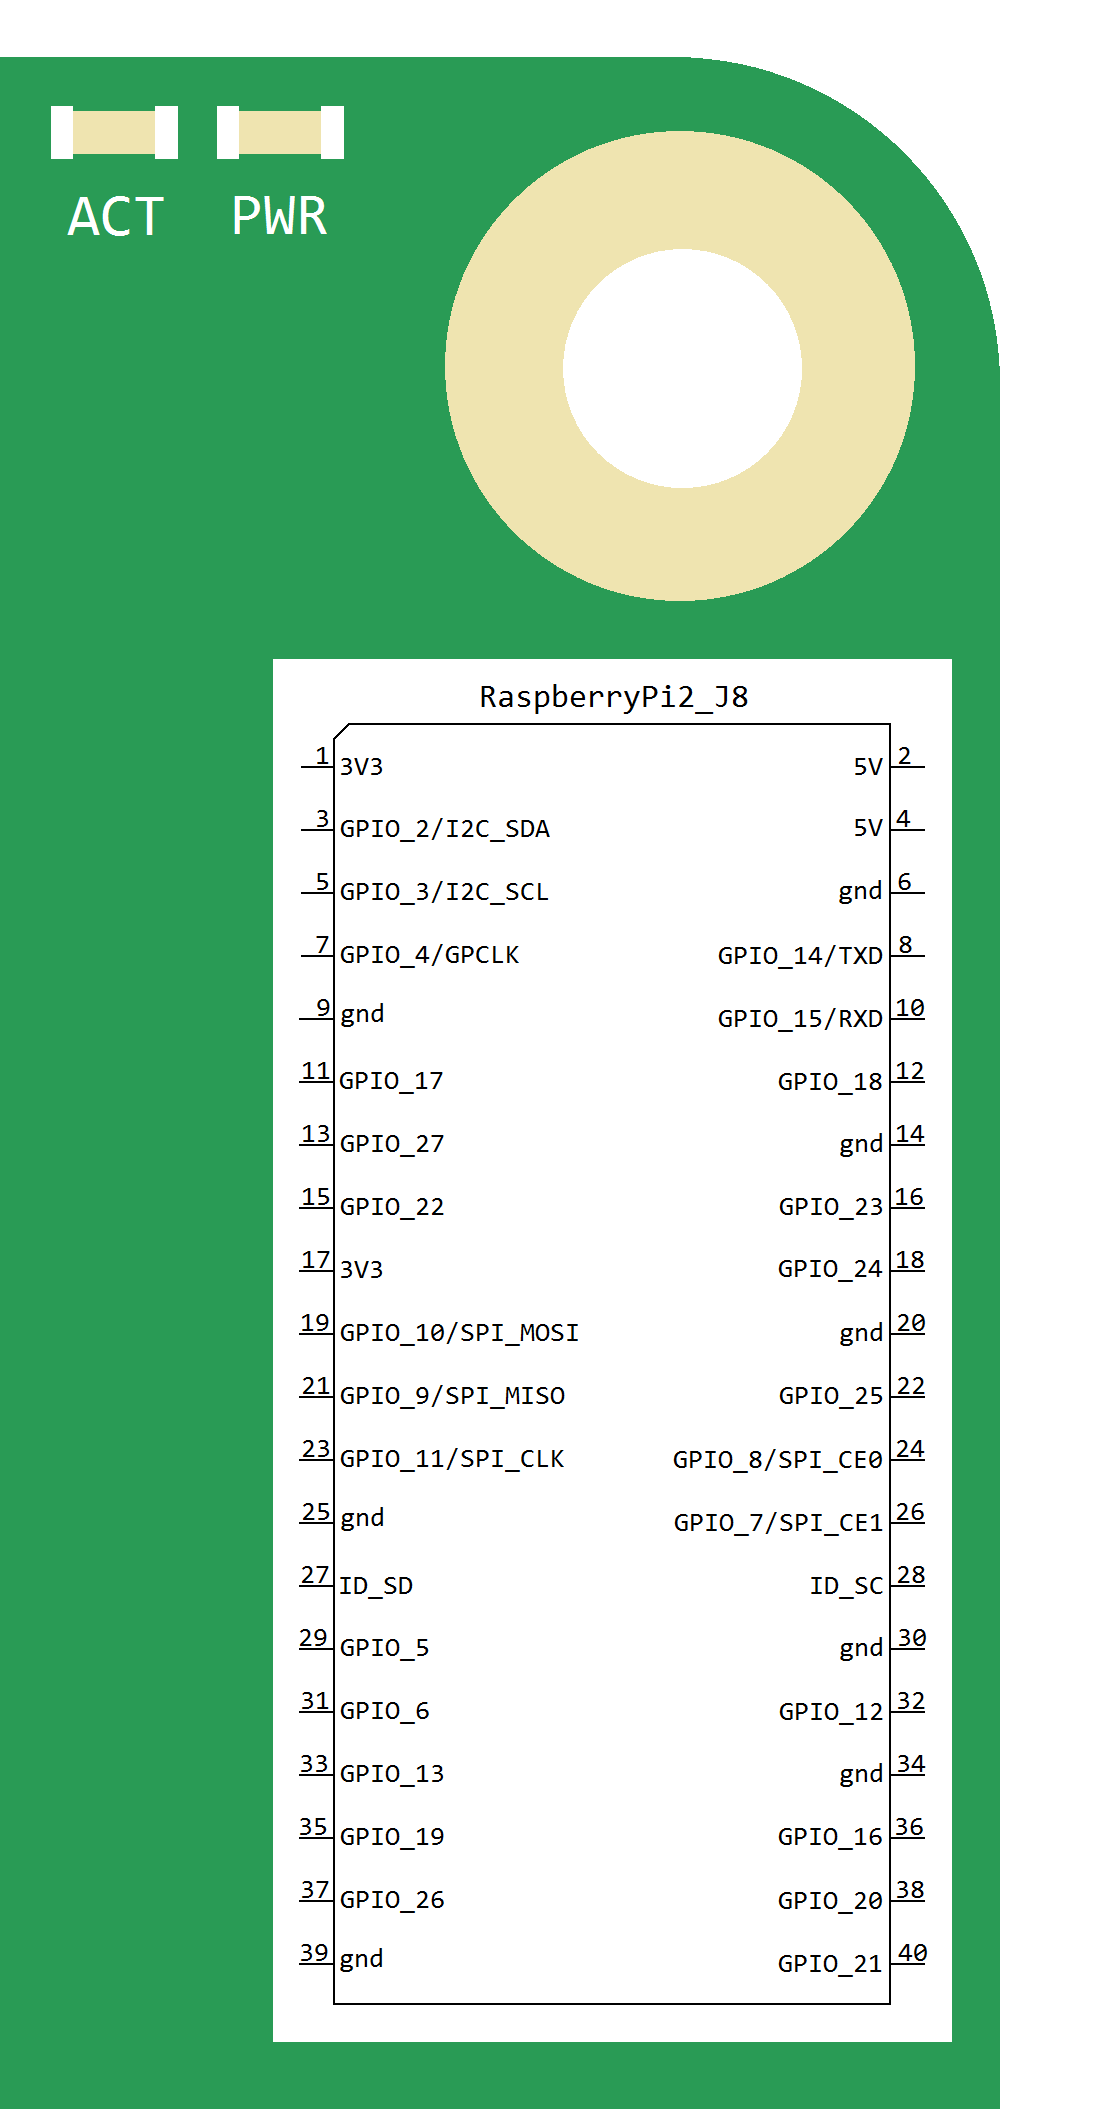 ACT PWR
RaspberryPi2_J8
1 3V3 5V 2
3 GPIO_2/I2C_SDA 5V 4
5 GPIO_3/I2C_SCL gnd 6
7 GPIO_4/GPCLK GPIO_14/TXD 8
9 gnd GPIO_15/RXD 10
11 GPIO_17 GPIO_18 12
13 GPIO_27 gnd 14
15 GPIO_22 GPIO_23 16
17 3V3 GPIO_24 18
19 GPIO_10/SPI_MOSI gnd 20
21 GPIO_9/SPI_MISO GPIO_25 22
23 GPIO_11/SPI_CLK GPIO_8/SPI_CE0 24
25 gnd GPIO_7/SPI_CE1 26
27 ID_SD ID_SC 28
29 GPIO_5 gnd 30
31 GPIO_6 GPIO_12 32
33 GPIO_13 gnd 34
35 GPIO_19 GPIO_16 36
37 GPIO_26 GPIO_20 38
39 gnd GPIO_21 40